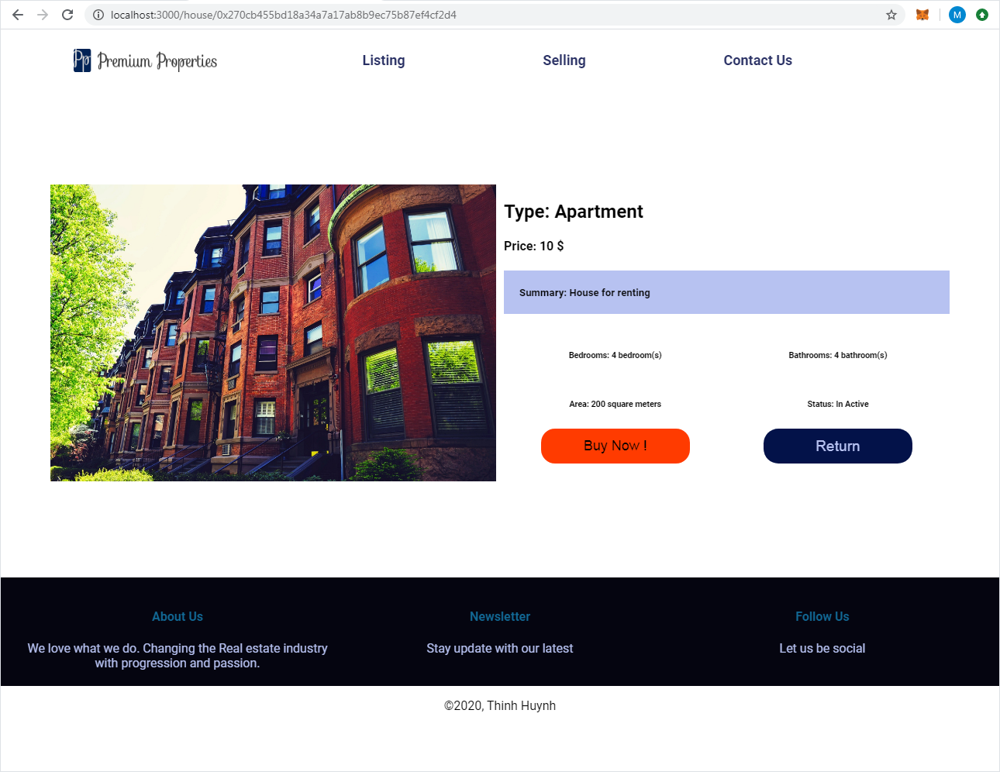 localhost:3000/house/0x270cb455bd18a34a7a17ab8b9ec75b87ef4cf2d4
M
Pp Premium Properties
Listing
Selling
Contact Us
Type: Apartment
Price: 10 $
Summary: House for renting
Bedrooms: 4 bedroom(s)
Bathrooms: 4 bathroom(s)
Area: 200 square meters
Status: In Active
Buy Now !
Return
About Us
We love what we do. Changing the Real estate industry
with progression and passion.
Newsletter
Stay update with our latest
Follow Us
Let us be social
©2020, Thinh Huynh